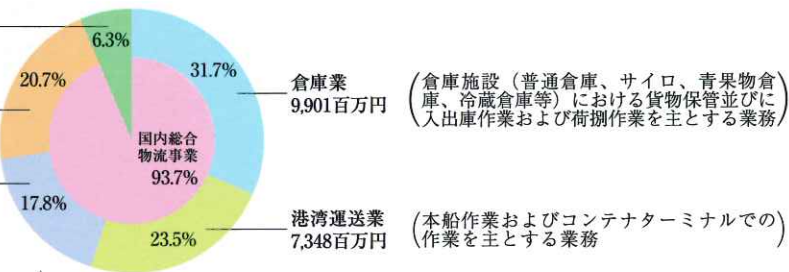 6.3%
20.7%
31.7%
倉庫業
9,901百万円
(倉庫施設(普通倉庫、サイロ、青果物倉
庫、冷蔵倉庫等)における貨物保管並びに
入出庫作業および荷捌作業を主とする業務)
国内総合
物流事業
93.7%
17.8%
23.5%
港湾運送業
7,348百万円
(本船作業およびコンテナターミナルでの
作業を主とする業務)